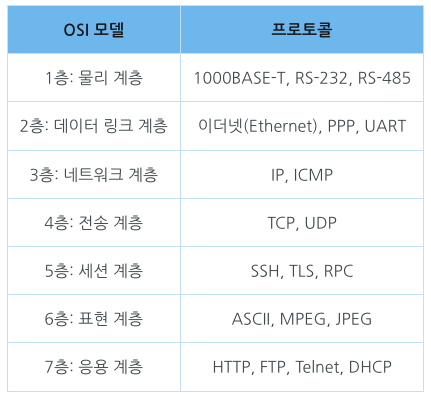 OSI 모델 프로토콜
1층: 물리 계층 1000BASE-T, RS-232, RS-485
2층: 데이터 링크 계층 이더넷(Ethernet), PPP, UART
3층: 네트워크 계층 IP, ICMP
4층: 전송 계층 TCP, UDP
5층: 세션 계층 SSH, TLS, RPC
6층: 표현 계층 ASCII, MPEG, JPEG
7층: 응용 계층 HTTP, FTP, Telnet, DHCP